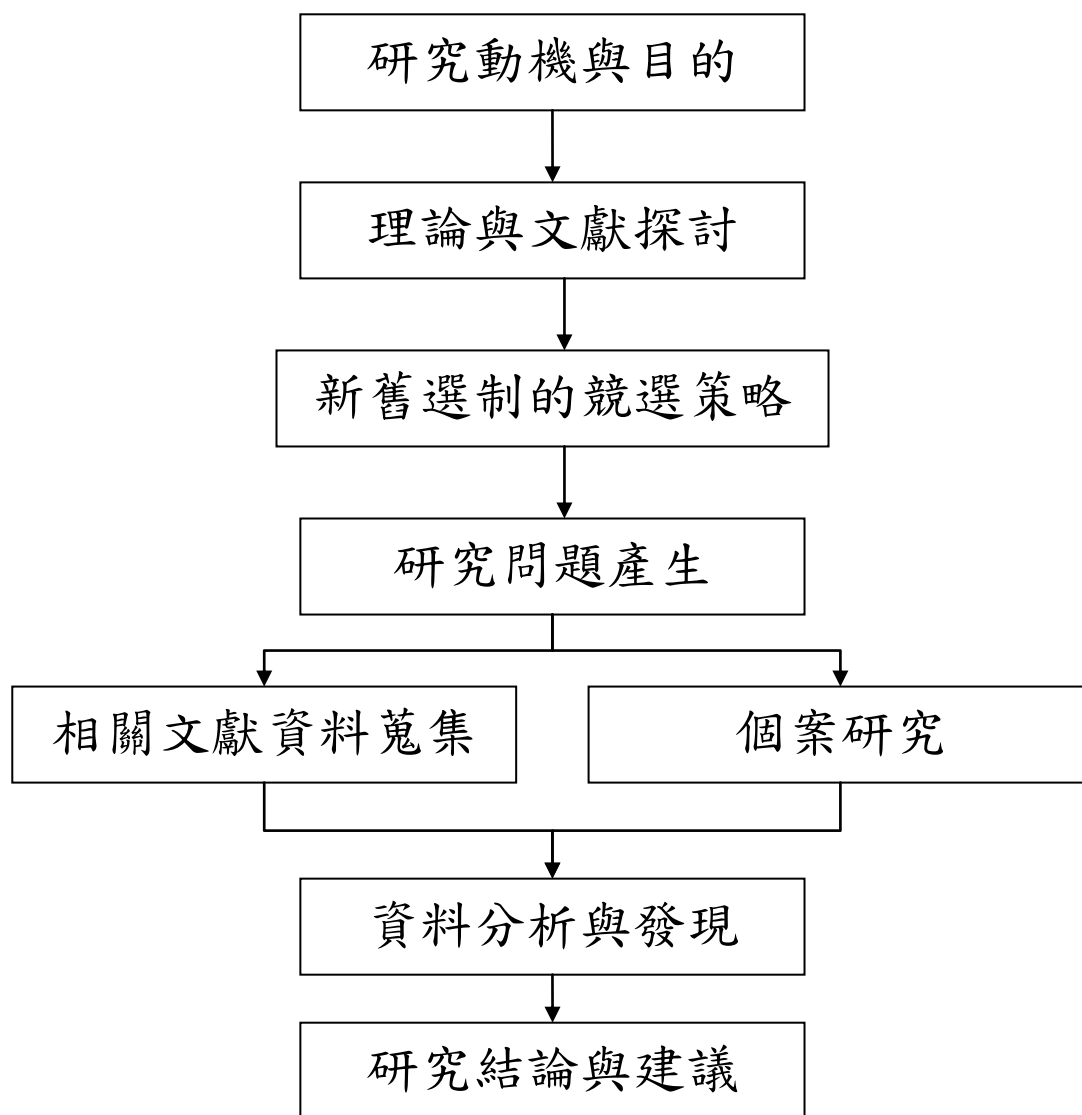 研究動機與目的
理論與文獻探討
新舊選制的競選策略
研究問題產生
相關文獻資料蒐集
個案研究
資料分析與發現
研究結論與建議